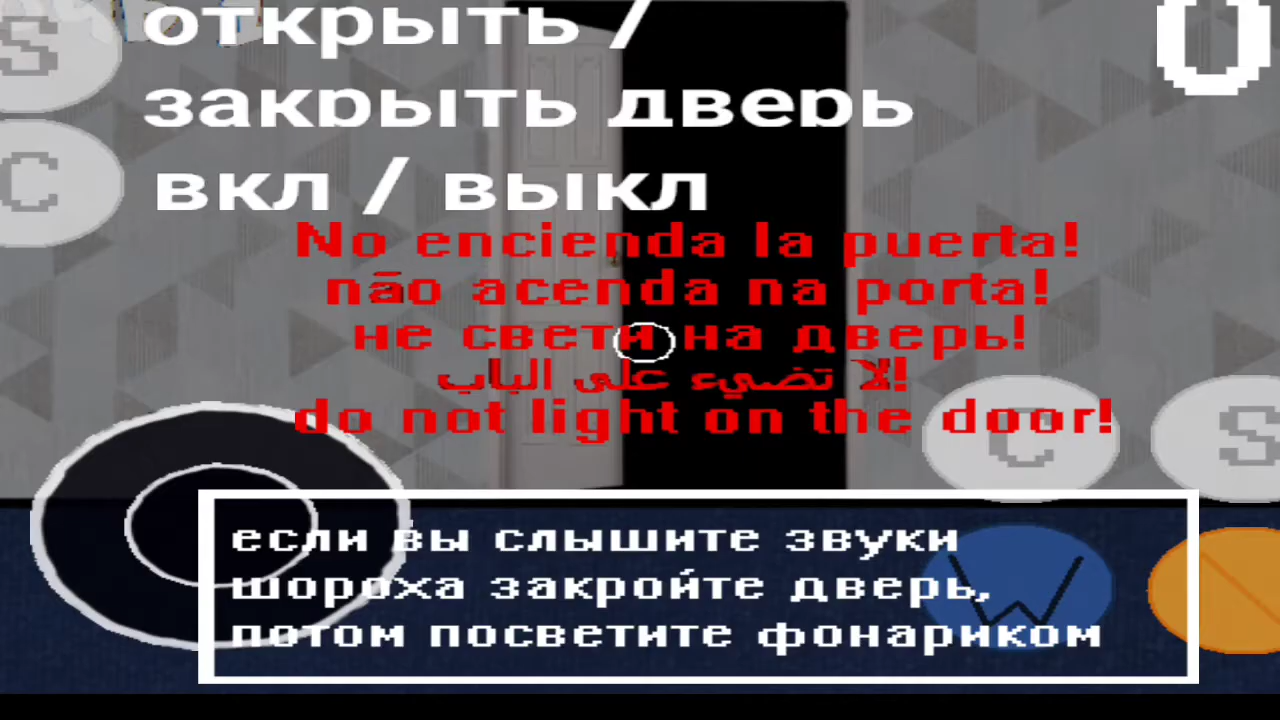 S
открыть /
0
закрыть дверь
C
вкл / выкл
No encienda la puerta!
não acenda na porta!
не свети на дверь!
لا تضيء على الباب!
do not light on the door!
C
S
если вы слышите звуки
шороха закройте дверь,
потом посветите фонариком